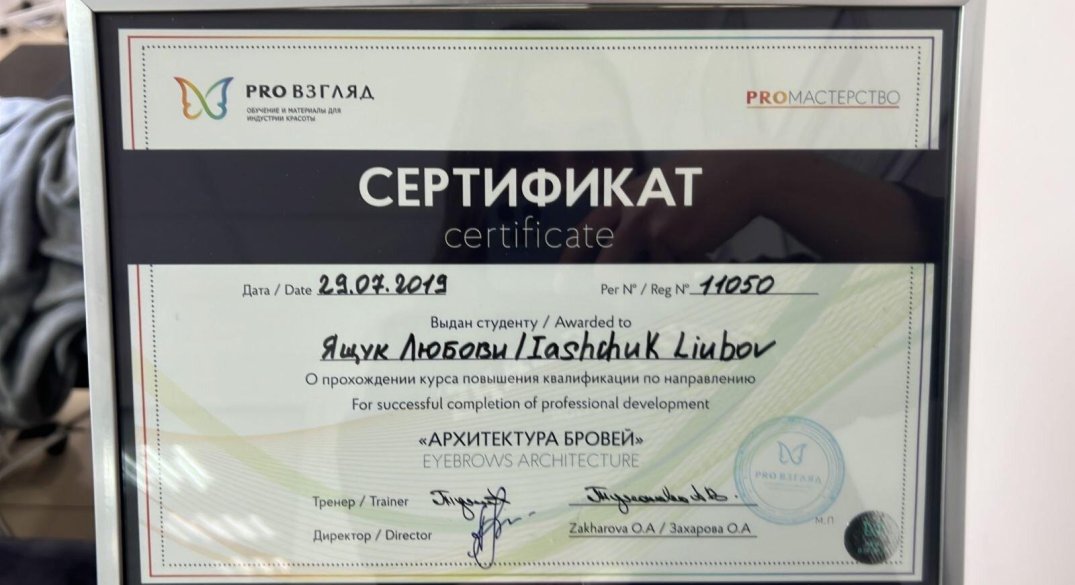 PRO ВЗГЛЯД
ОБУЧЕНИЕ И МАТЕРИАЛЫ ДЛЯ
ИНДУСТРИИ КРАСОТЫ
PROМАСТЕРСТВО
СЕРТИФИКАТ
certificate
Дата / Date 29.07.2019
Рег N° / Reg N° 11050
Выдан студенту / Awarded to
Ящук Любови / Iashchuk Liubov
О прохождении курса повышения квалификации по направлению
For successful completion of professional development
«АРХИТЕКТУРА БРОВЕЙ»
EYEBROWS ARCHITECTURE
Тренер / Trainer
Директор / Director
Zakharova O.A / Захарова О.А
PRO ВЗГЛЯД
М.П